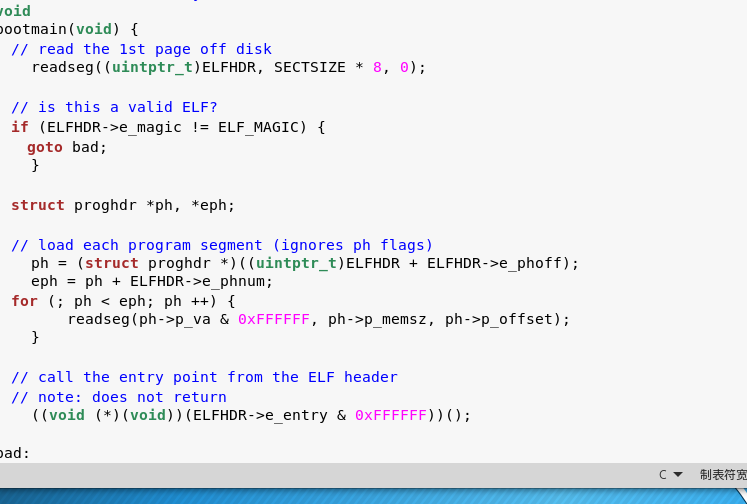 void
bootmain(void) {
// read the 1st page off disk
readseg((uintptr_t)ELFHDR, SECTSIZE * 8, 0);
// is this a valid ELF?
if (ELFHDR->e_magic != ELF_MAGIC) {
goto bad;
}
struct proghdr *ph, *eph;
// load each program segment (ignores ph flags)
ph = (struct proghdr *)((uintptr_t)ELFHDR + ELFHDR->e_phoff);
eph = ph + ELFHDR->e_phnum;
for (; ph < eph; ph ++) {
readseg(ph->p_va & 0xFFFFFF, ph->p_memsz, ph->p_offset);
}
// call the entry point from the ELF header
// note: does not return
((void (*)(void))(ELFHDR->e_entry & 0xFFFFFF))();
bad:
C 制表符宽